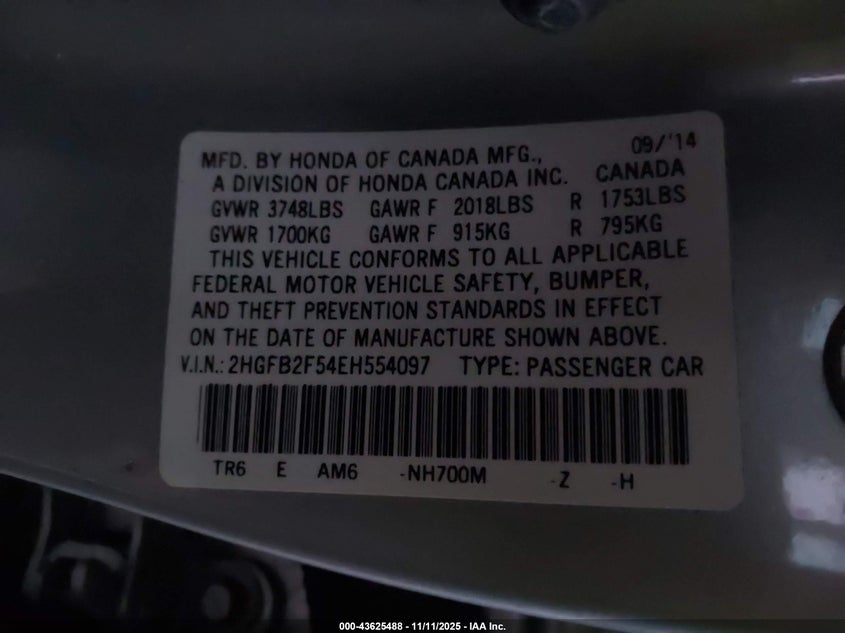 09/'14
MFD. BY HONDA OF CANADA MFG.,
A DIVISION OF HONDA CANADA INC. CANADA
GVWR 3748LBS GAWR F 2018LBS R 1753LBS
GVWR 1700KG GAWR F 915KG R 795KG
THIS VEHICLE CONFORMS TO ALL APPLICABLE
FEDERAL MOTOR VEHICLE SAFETY, BUMPER,
AND THEFT PREVENTION STANDARDS IN EFFECT
ON THE DATE OF MANUFACTURE SHOWN ABOVE.
V.I.N.: 2HGFB2F54EH554097 TYPE: PASSENGER CAR
TR6 E AM6 -NH700M -Z -H
000-43625488 - 11/11/2025 - IAA Inc.